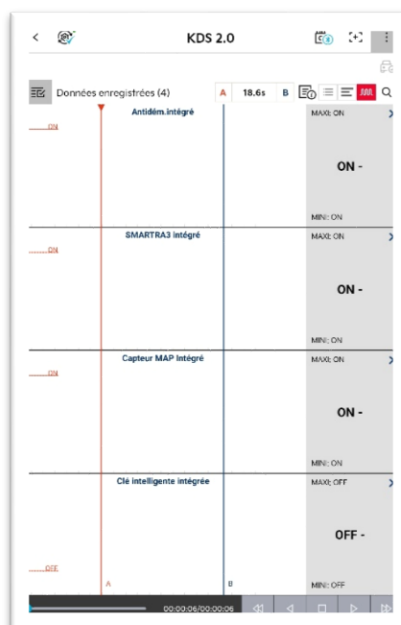 KDS 2.0
Données enregistrées (4)
A 18.6s B
Antidém.intégré
MAXI: ON
ON
ON -
MINI: ON
SMARTRA3 intégré
MAXI: ON
ON
ON -
MINI: ON
Capteur MAP Intégré
MAXI: ON
ON
ON -
MINI: ON
Clé intelligente intégrée
MAXI: OFF
OFF -
OFF
A B MINI: OFF
00:00:06/00:00:06